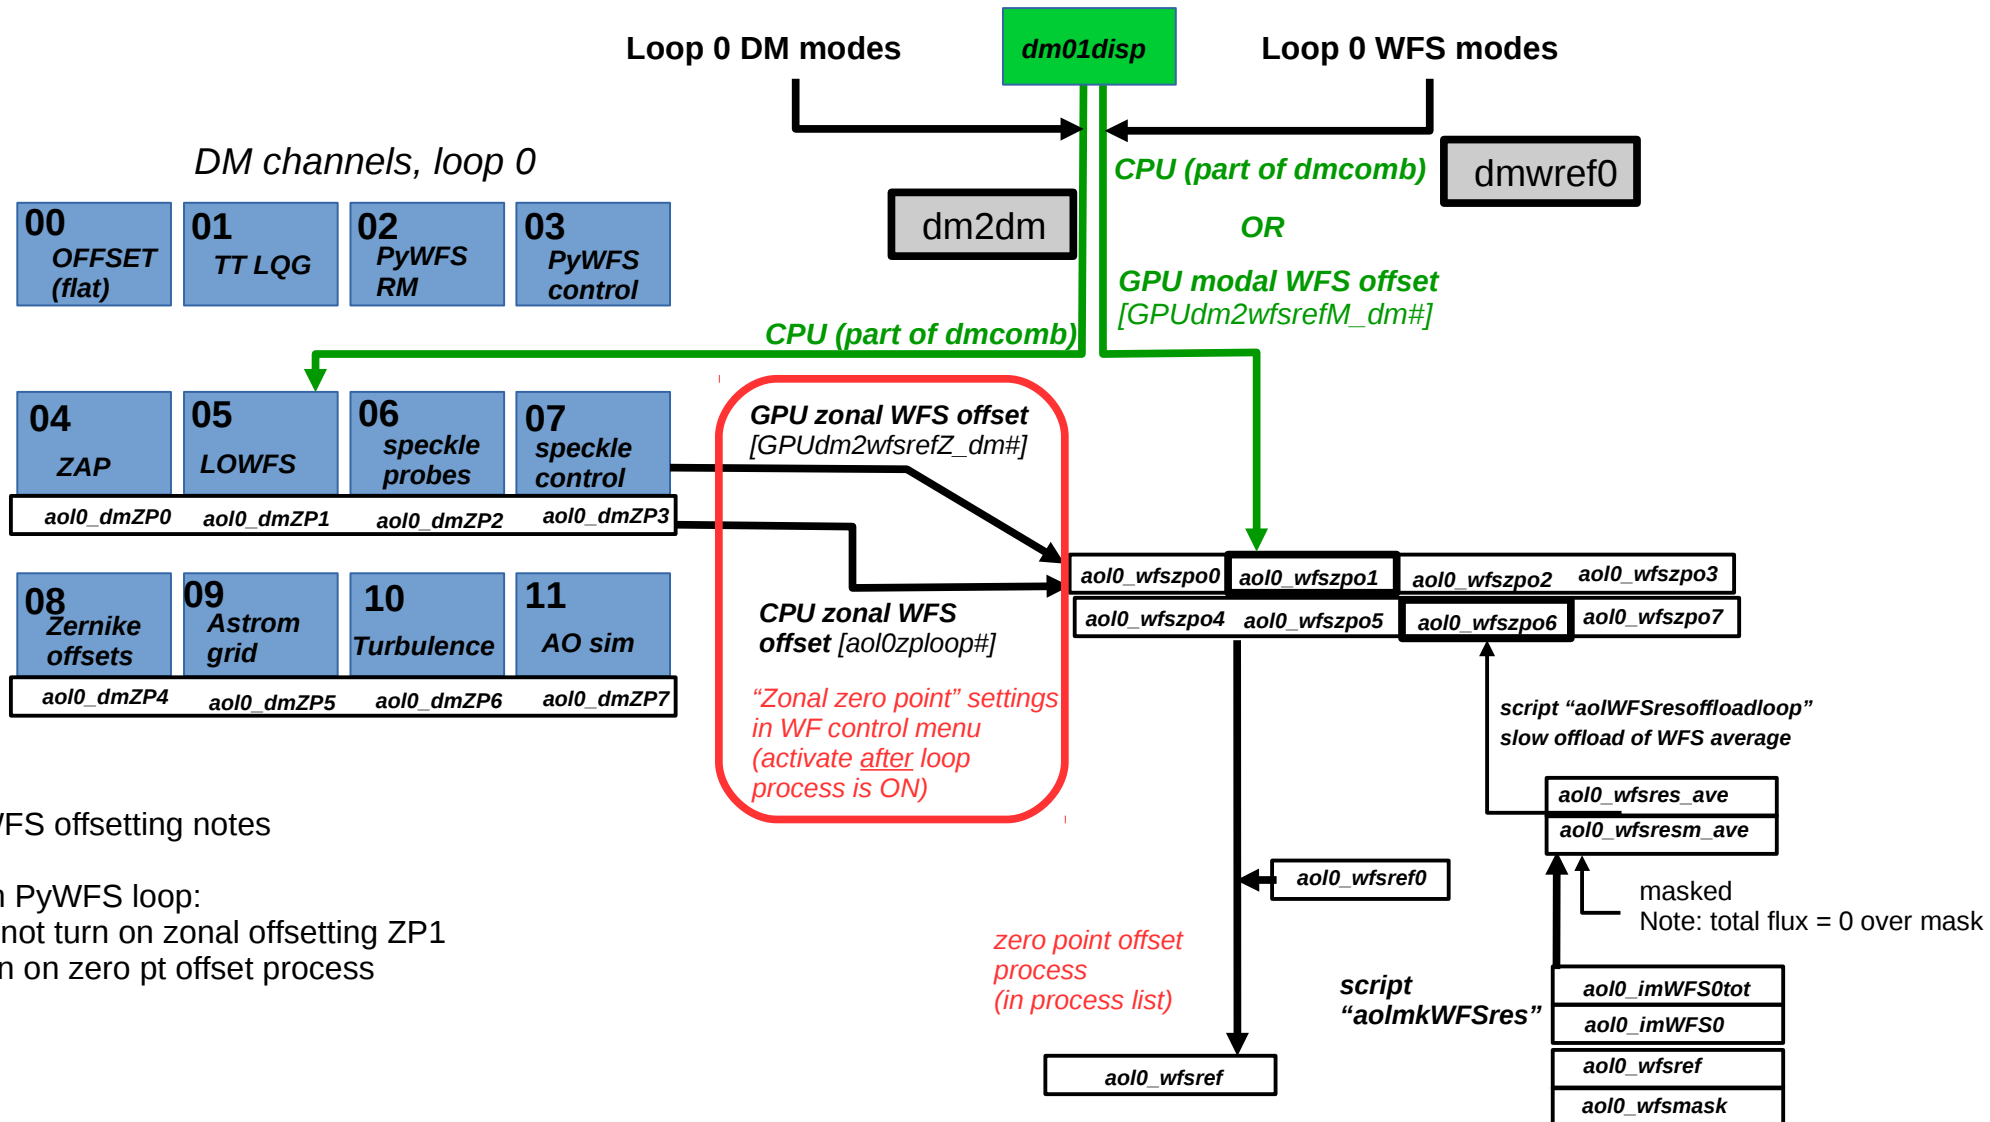 Loop 0 DM modes
dm01disp
Loop 0 WFS modes
DM channels, loop 0
CPU (part of dmcomb)
dmwref0
dm2dm
OR
GPU modal WFS offset
[GPUdm2wfsrefM_dm#]
CPU (part of dmcomb)
00
OFFSET
(flat)
01
TT LQG
02
PyWFS
RM
03
PyWFS
control
04
ZAP
05
LOWFS
06
speckle
probes
07
speckle
control
aol0_dmZP0
aol0_dmZP1
aol0_dmZP2
aol0_dmZP3
08
Zernike
offsets
09
Astrom
grid
10
Turbulence
11
AO sim
aol0_dmZP4
aol0_dmZP5
aol0_dmZP6
aol0_dmZP7
GPU zonal WFS offset
[GPUdm2wfsrefZ_dm#]
CPU zonal WFS
offset [aol0zploop#]
“Zonal zero point” settings
in WF control menu
(activate after loop
process is ON)
aol0_wfszpo0
aol0_wfszpo1
aol0_wfszpo2
aol0_wfszpo3
aol0_wfszpo4
aol0_wfszpo5
aol0_wfszpo6
aol0_wfszpo7
script “aolWFSresoffloadloop”
slow offload of WFS average
aol0_wfsres_ave
aol0_wfsresm_ave
masked
Note: total flux = 0 over mask
aol0_wfsref0
zero point offset
process
(in process list)
script
“aolmkWFSres”
aol0_imWFS0tot
aol0_imWFS0
aol0_wfsref
aol0_wfsmask
aol0_wfsref
offsetting notes
PyWFS loop:
not turn on zonal offsetting ZP1
on zero pt offset process